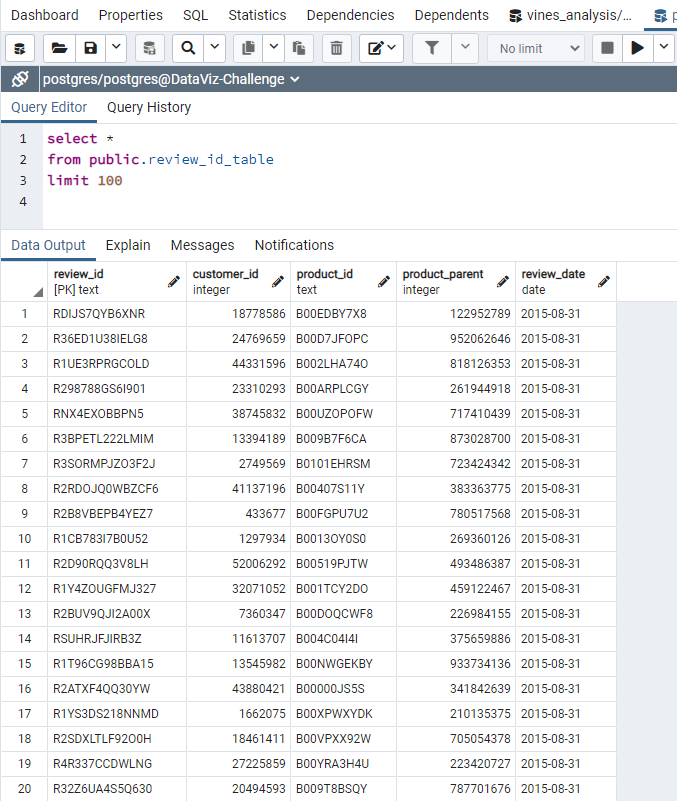 Dashboard Properties SQL Statistics Dependencies Dependents vines_analysis/... p
No limit
postgres/postgres@DataViz-Challenge
Query Editor Query History
1 select *
2 from public.review_id_table
3 limit 100
4
Data Output Explain Messages Notifications
review_id customer_id product_id product_parent review_date
[PK] text integer text integer date
1 RDIJS7QYB6XNR 18778586 B00EDBY7X8 122952789 2015-08-31
2 R36ED1U38IELG8 24769659 B00D7JFOPC 952062646 2015-08-31
3 R1UE3RPRGCOLD 44331596 B002LHA74O 818126353 2015-08-31
4 R298788GS6I901 23310293 B00ARPLCGY 261944918 2015-08-31
5 RNX4EXOBBPN5 38745832 B00UZOPOFW 717410439 2015-08-31
6 R3BPETL222LMIM 13394189 B009B7F6CA 873028700 2015-08-31
7 R3SORMPJZO3F2J 2749569 B0101EHRSM 723424342 2015-08-31
8 R2RDOJQ0WBZCF6 41137196 B00407S11Y 383363775 2015-08-31
9 R2B8VBEPB4YEZ7 433677 B00FGPU7U2 780517568 2015-08-31
10 R1CB783I7B0U52 1297934 B0013OY0S0 269360126 2015-08-31
11 R2D90RQQ3V8LH 52006292 B00519PJTW 493486387 2015-08-31
12 R1Y4ZOUGFMJ327 32071052 B001TCY2DO 459122467 2015-08-31
13 R2BUV9QJI2A00X 7360347 B00DOQCWF8 226984155 2015-08-31
14 RSUHRJFJIRB3Z 11613707 B004C04I4I 375659886 2015-08-31
15 R1T96CG98BBA15 13545982 B00NWGEKBY 933734136 2015-08-31
16 R2ATXF4QQ30YW 43880421 B00000JS5S 341842639 2015-08-31
17 R1YS3DS218NNMD 1662075 B00XPWXYDK 210135375 2015-08-31
18 R2SDXLTLF92O0H 18461411 B00VPXX92W 705054378 2015-08-31
19 R4R337CCDWLNG 27225859 B00YRA3H4U 223420727 2015-08-31
20 R32Z6UA4S5Q630 20494593 B009T8BSQY 787701676 2015-08-31